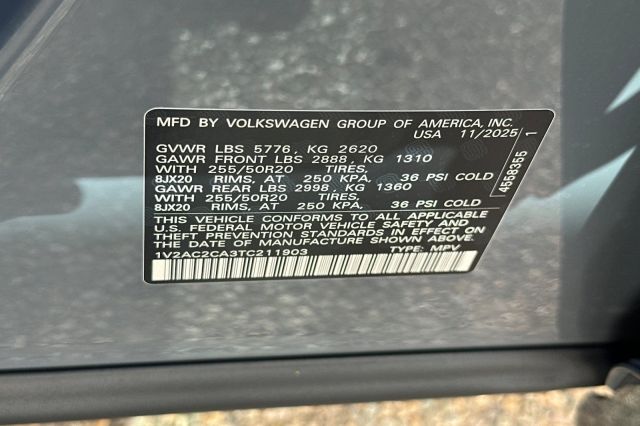 MFD BY VOLKSWAGEN GROUP OF AMERICA, INC.
USA 11/2025
GVWR LBS 5776, KG 2620
GAWR FRONT LBS 2888, KG 1310
WITH 255/50R20 TIRES,
8JX20 RIMS, AT 250 KPA, 36 PSI COLD
GAWR REAR LBS 2998, KG 1360
WITH 255/50R20 TIRES,
8JX20 RIMS, AT 250 KPA, 36 PSI COLD
THIS VEHICLE CONFORMS TO ALL APPLICABLE
U.S. FEDERAL MOTOR VEHICLE SAFETY AND
THEFT PREVENTION STANDARDS IN EFFECT ON
THE DATE OF MANUFACTURE SHOWN ABOVE.
1V2AC2CA3TC211903 TYPE: MPV
4598355 1